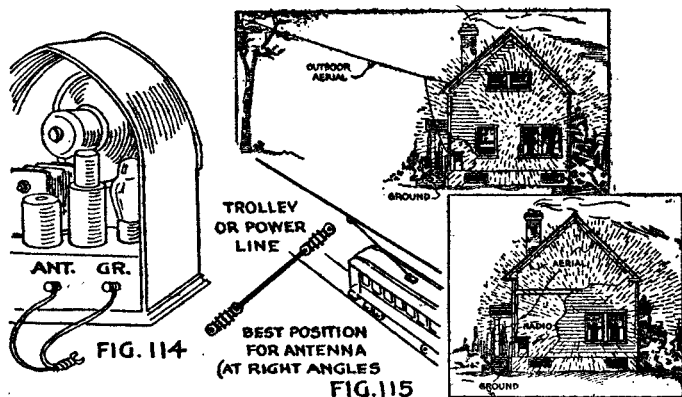 ANT. GR.
FIG. 114
OUTDOOR
AERIAL
GROUND
TROLLEY
OR POWER
LINE
BEST POSITION
FOR ANTENNA
(AT RIGHT ANGLES
FIG. 115
AERIAL
RADIO
GROUND